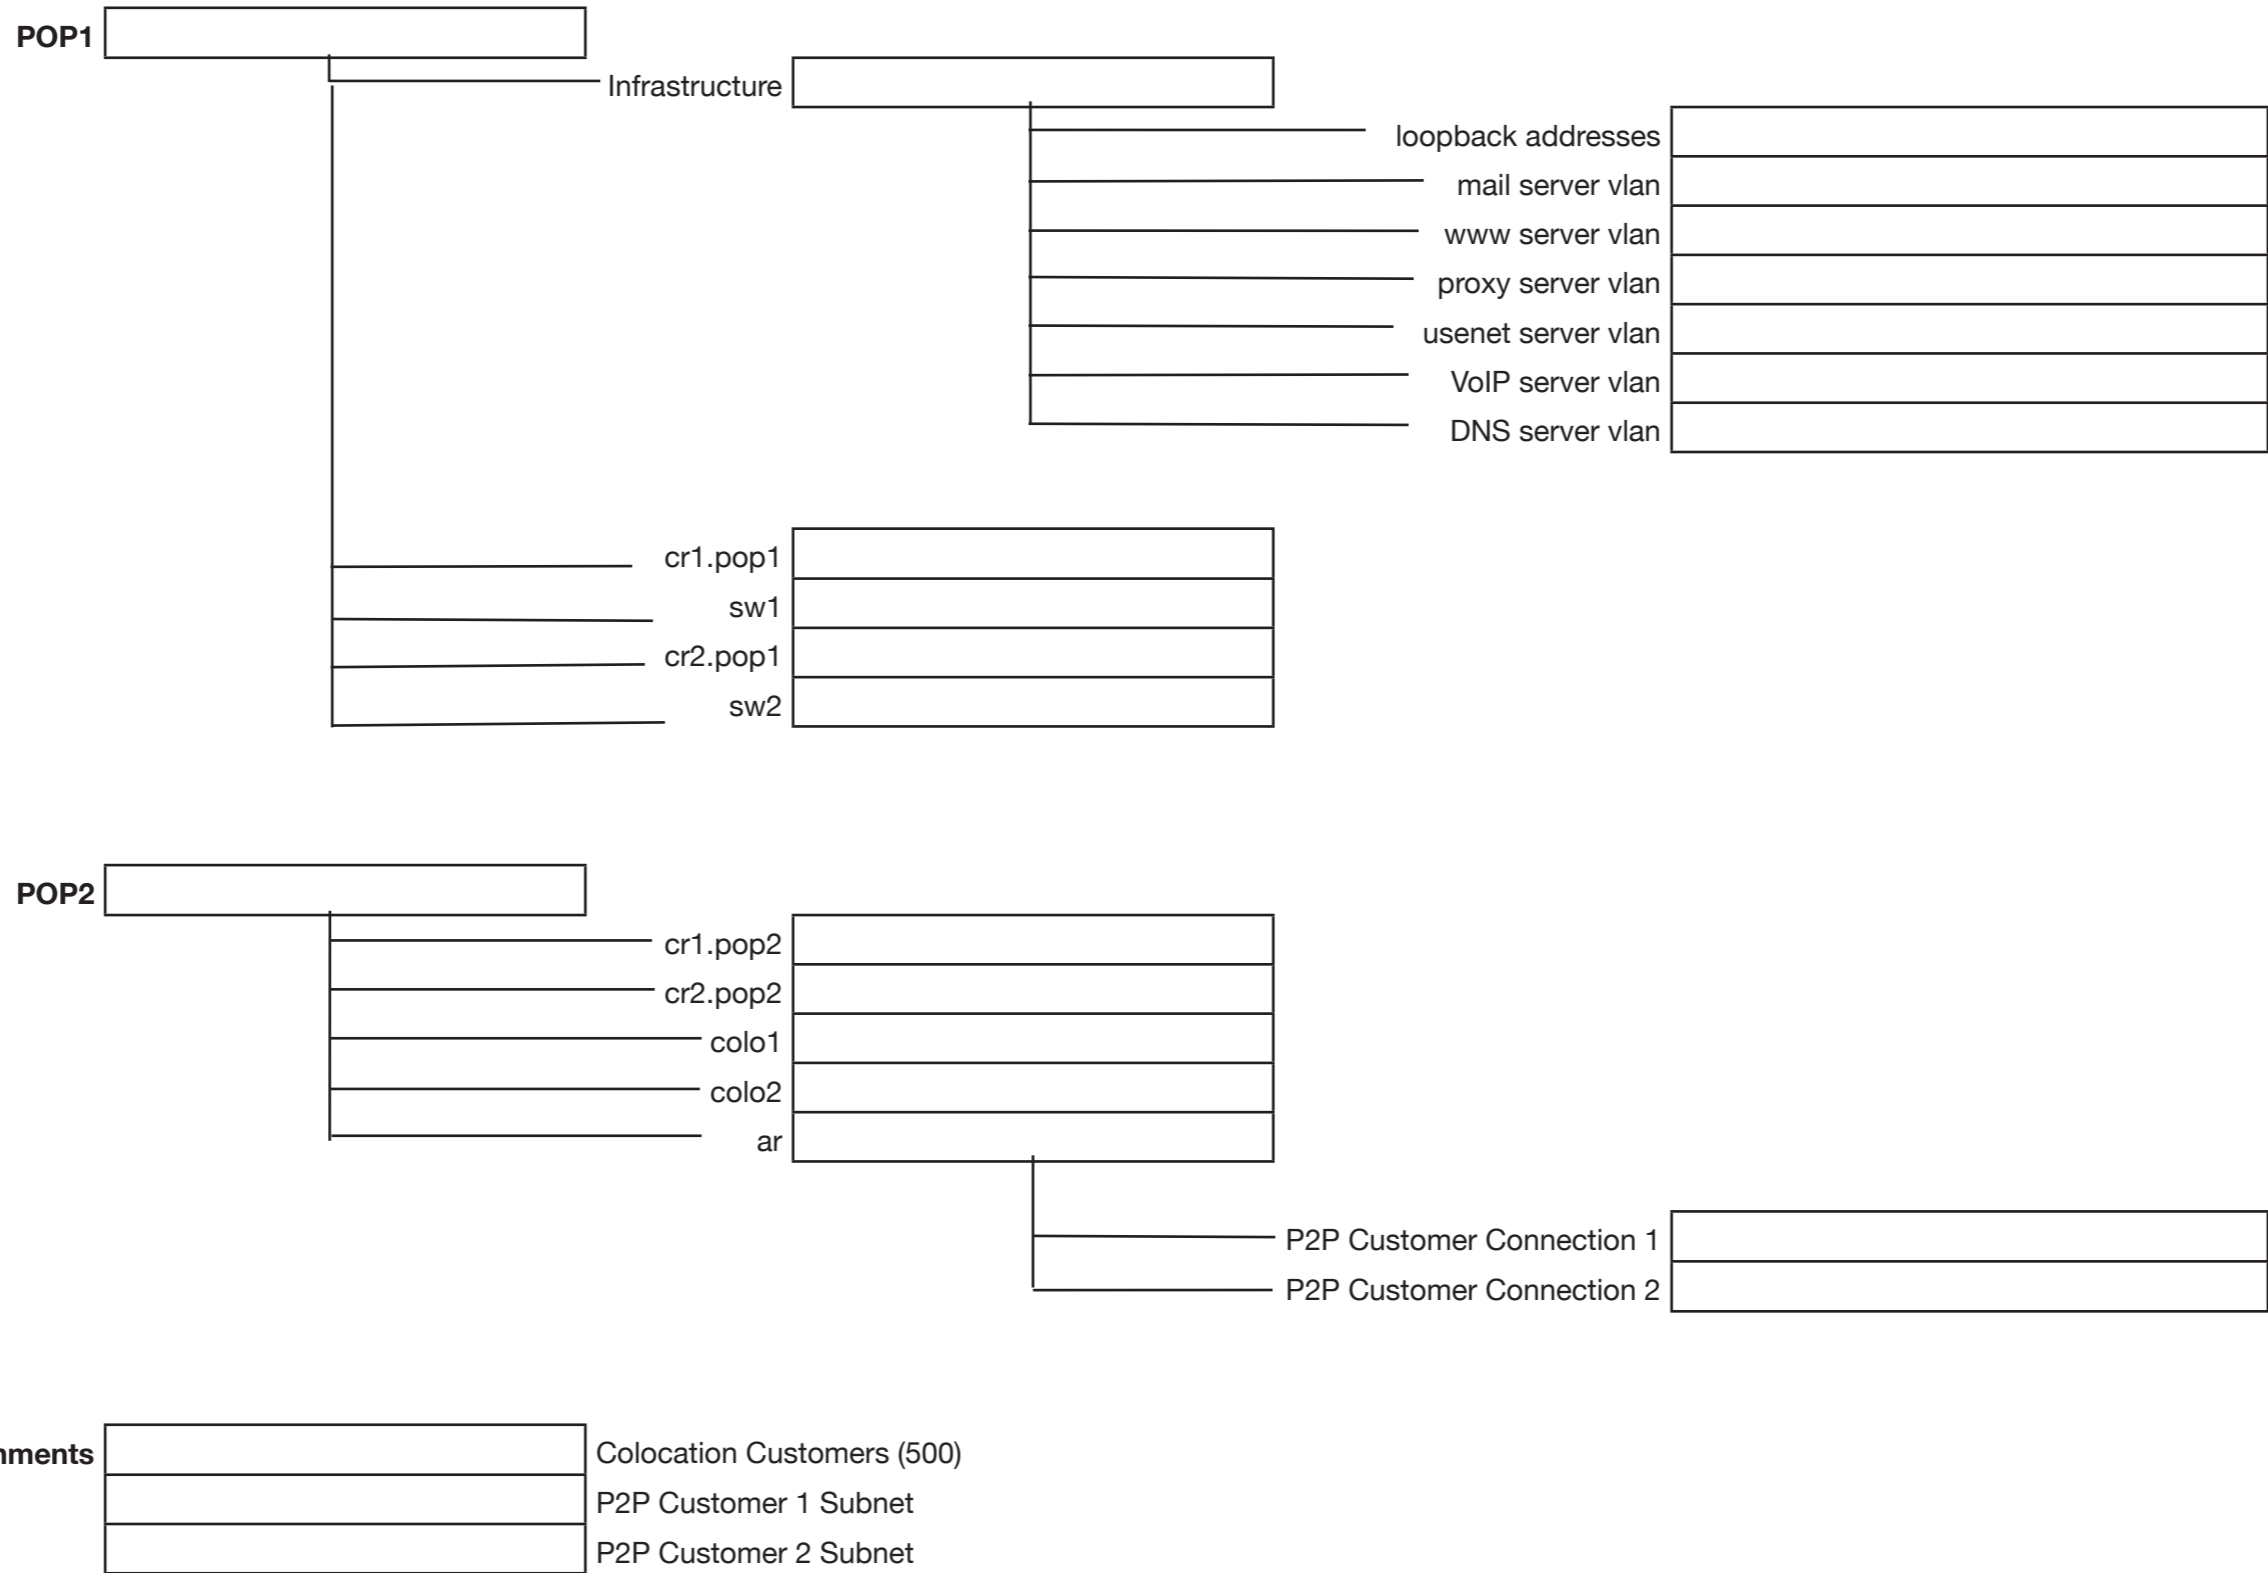 POP1
Infrastructure
loopback addresses
mail server vlan
www server vlan
proxy server vlan
usenet server vlan
VoIP server vlan
DNS server vlan
cr1.pop1
sw1
cr2.pop1
sw2
POP2
cr1.pop2
cr2.pop2
colo1
colo2
ar
P2P Customer Connection 1
P2P Customer Connection 2
Colocation Customers (500)
P2P Customer 1 Subnet
P2P Customer 2 Subnet